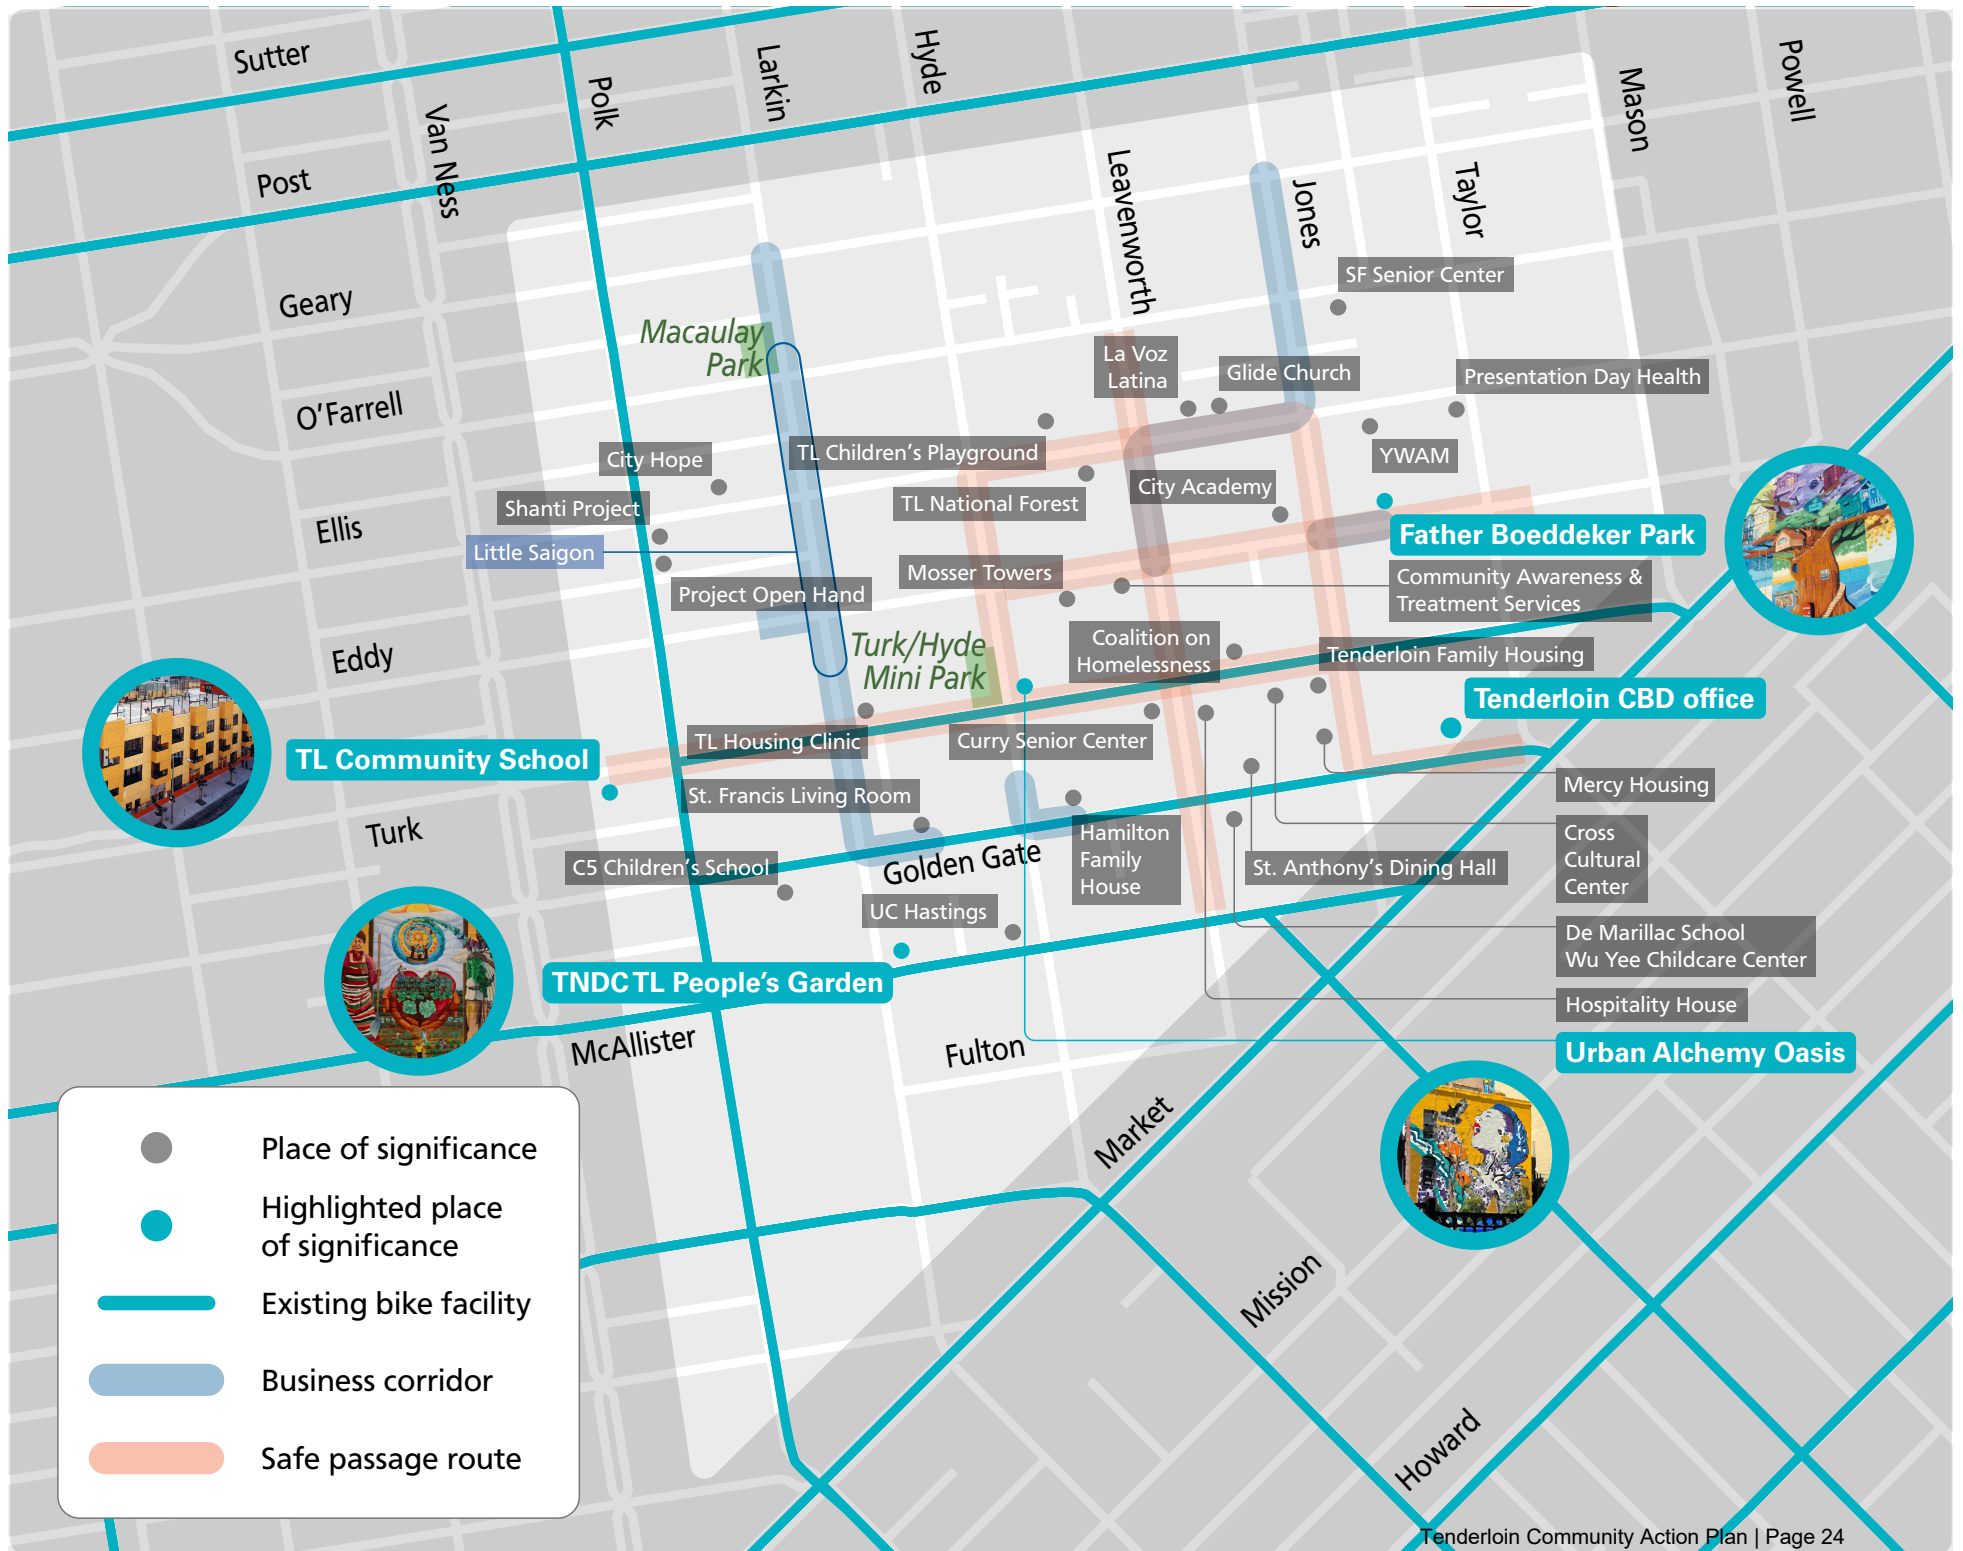 Sutter
Post
Geary
O'Farrell
Ellis
Eddy
Turk
Golden Gate
McAllister
Fulton
Van Ness
Polk
Larkin
Hyde
Leavenworth
Jones
Taylor
Mason
Powell
Market
Mission
Howard
Macaulay
Park
SF Senior Center
La Voz
Latina
Glide Church
Presentation Day Health
City Hope
TL Children's Playground
YWAM
Shanti Project
TL National Forest
City Academy
Little Saigon
Father Boeddeker Park
Project Open Hand
Mosser Towers
Community Awareness &
Treatment Services
Turk/Hyde
Mini Park
Coalition on
Homelessness
Tenderloin Family Housing
Tenderloin CBD office
TL Community School
TL Housing Clinic
Curry Senior Center
St. Francis Living Room
Mercy Housing
Hamilton
Family
House
Cross
Cultural
Center
C5 Children's School
St. Anthony's Dining Hall
UC Hastings
De Marillac School
Wu Yee Childcare Center
TNDC TL People's Garden
Hospitality House
Urban Alchemy Oasis
Place of significance
Highlighted place
of significance
Existing bike facility
Business corridor
Safe passage route
Tenderloin Community Action Plan | Page 24